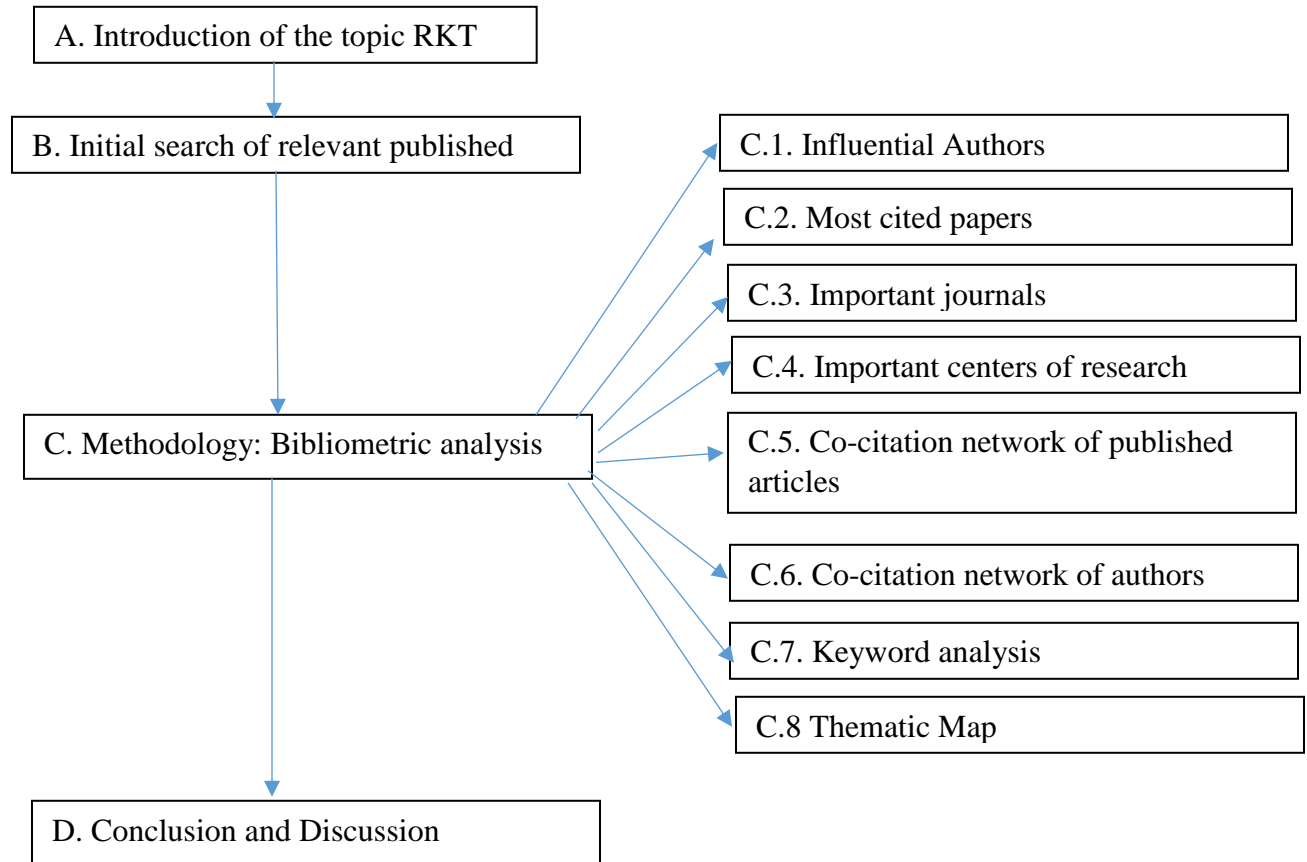 A. Introduction of the topic RKT
B. Initial search of relevant published
C. Methodology: Bibliometric analysis
D. Conclusion and Discussion
C.1. Influential Authors
C.2. Most cited papers
C.3. Important journals
C.4. Important centers of research
C.5. Co-citation network of published
articles
C.6. Co-citation network of authors
C.7. Keyword analysis
C.8 Thematic Map